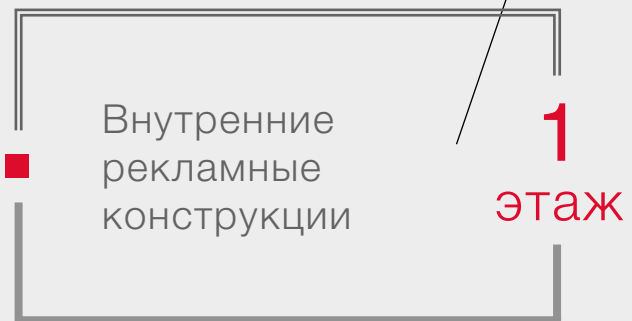 Внутренние
рекламные
конструкции
1
этаж